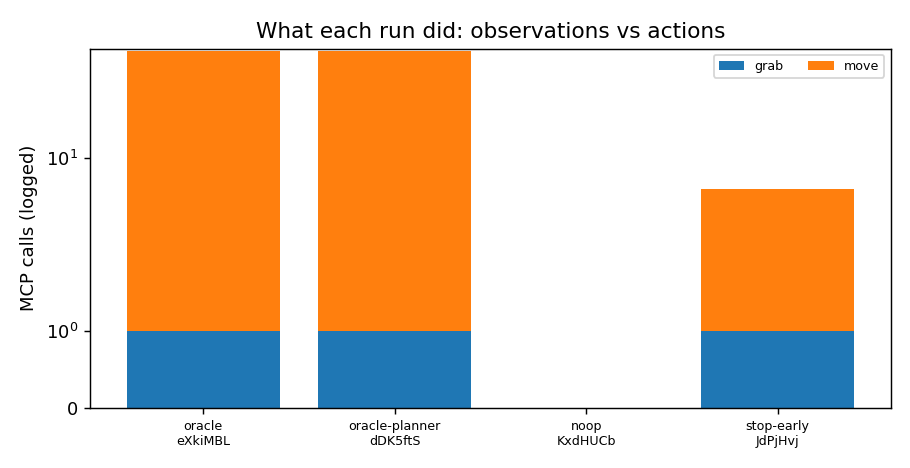 What each run did: observations vs actions
grab move
MCP calls (logged)
10¹
10⁰
0
oracle
eXkiMBL
oracle-planner
dDK5ftS
noop
KxdHUCb
stop-early
JdPjHvj